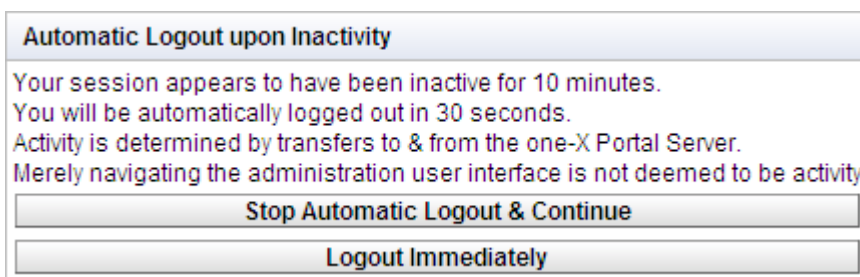 Automatic Logout upon Inactivity
Your session appears to have been inactive for 10 minutes.
You will be automatically logged out in 30 seconds.
Activity is determined by transfers to & from the one-X Portal Server.
Merely navigating the administration user interface is not deemed to be activity
Stop Automatic Logout & Continue
Logout Immediately